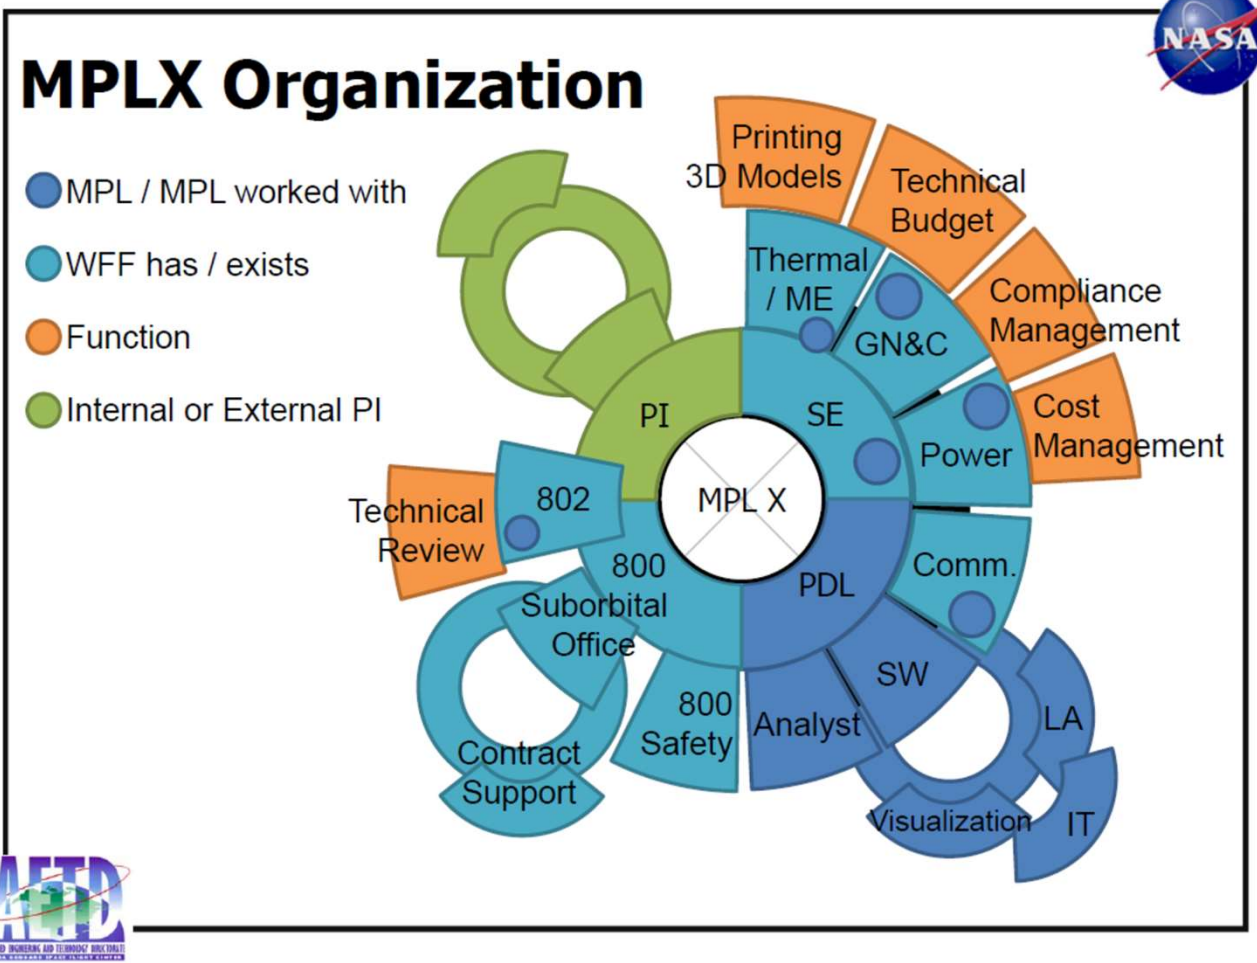 MPLX Organization
NASA
MPL / MPL worked with
WFF has / exists
Function
Internal or External PI
Printing
3D Models
Technical
Budget
Compliance
Management
Cost
Management
Thermal
/ ME
GN&C
Power
Comm.
SE
PI
MPL X
PDL
802
Technical
Review
800
Suborbital
Office
Contract
Support
800
Safety
Analyst
SW
LA
IT
Visualization
AETD